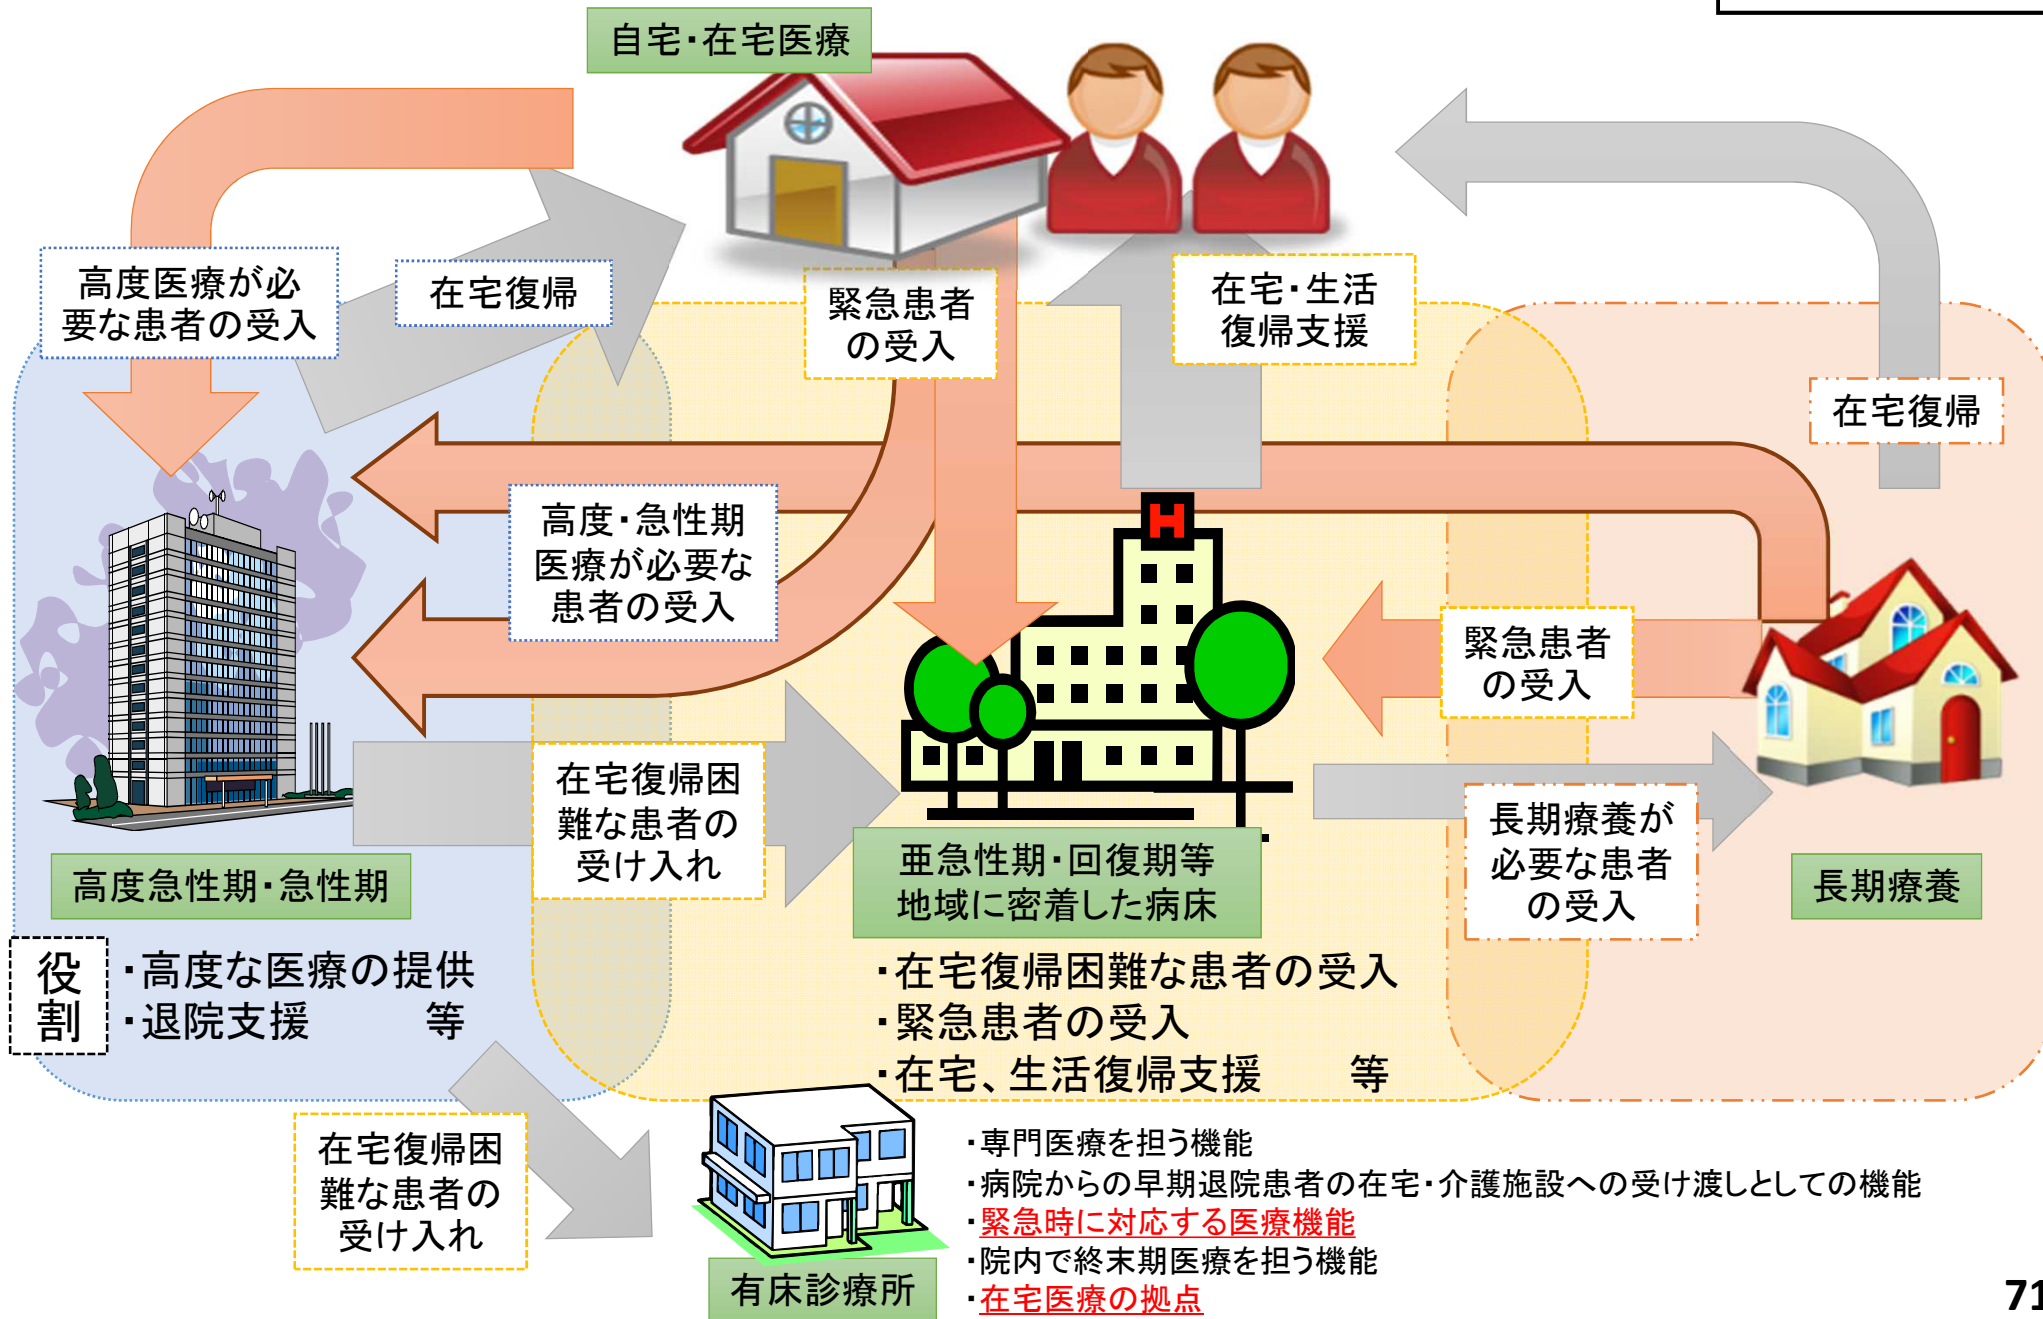 自宅・在宅医療
高度医療が必
要な患者の受入
在宅復帰
緊急患者
の受入
在宅・生活
復帰支援
在宅復帰
高度・急性期
医療が必要な
患者の受入
H
緊急患者
の受入
在宅復帰困
難な患者の
受け入れ
長期療養が
必要な患者
の受入
高度急性期・急性期
亜急性期・回復期等
地域に密着した病床
長期療養
役割
・高度な医療の提供
・退院支援　　等
・在宅復帰困難な患者の受入
・緊急患者の受入
・在宅、生活復帰支援　　等
在宅復帰困
難な患者の
受け入れ
有床診療所
・専門医療を担う機能
・病院からの早期退院患者の在宅・介護施設への受け渡しとしての機能
・緊急時に対応する医療機能
・院内で終末期医療を担う機能
・在宅医療の拠点
71